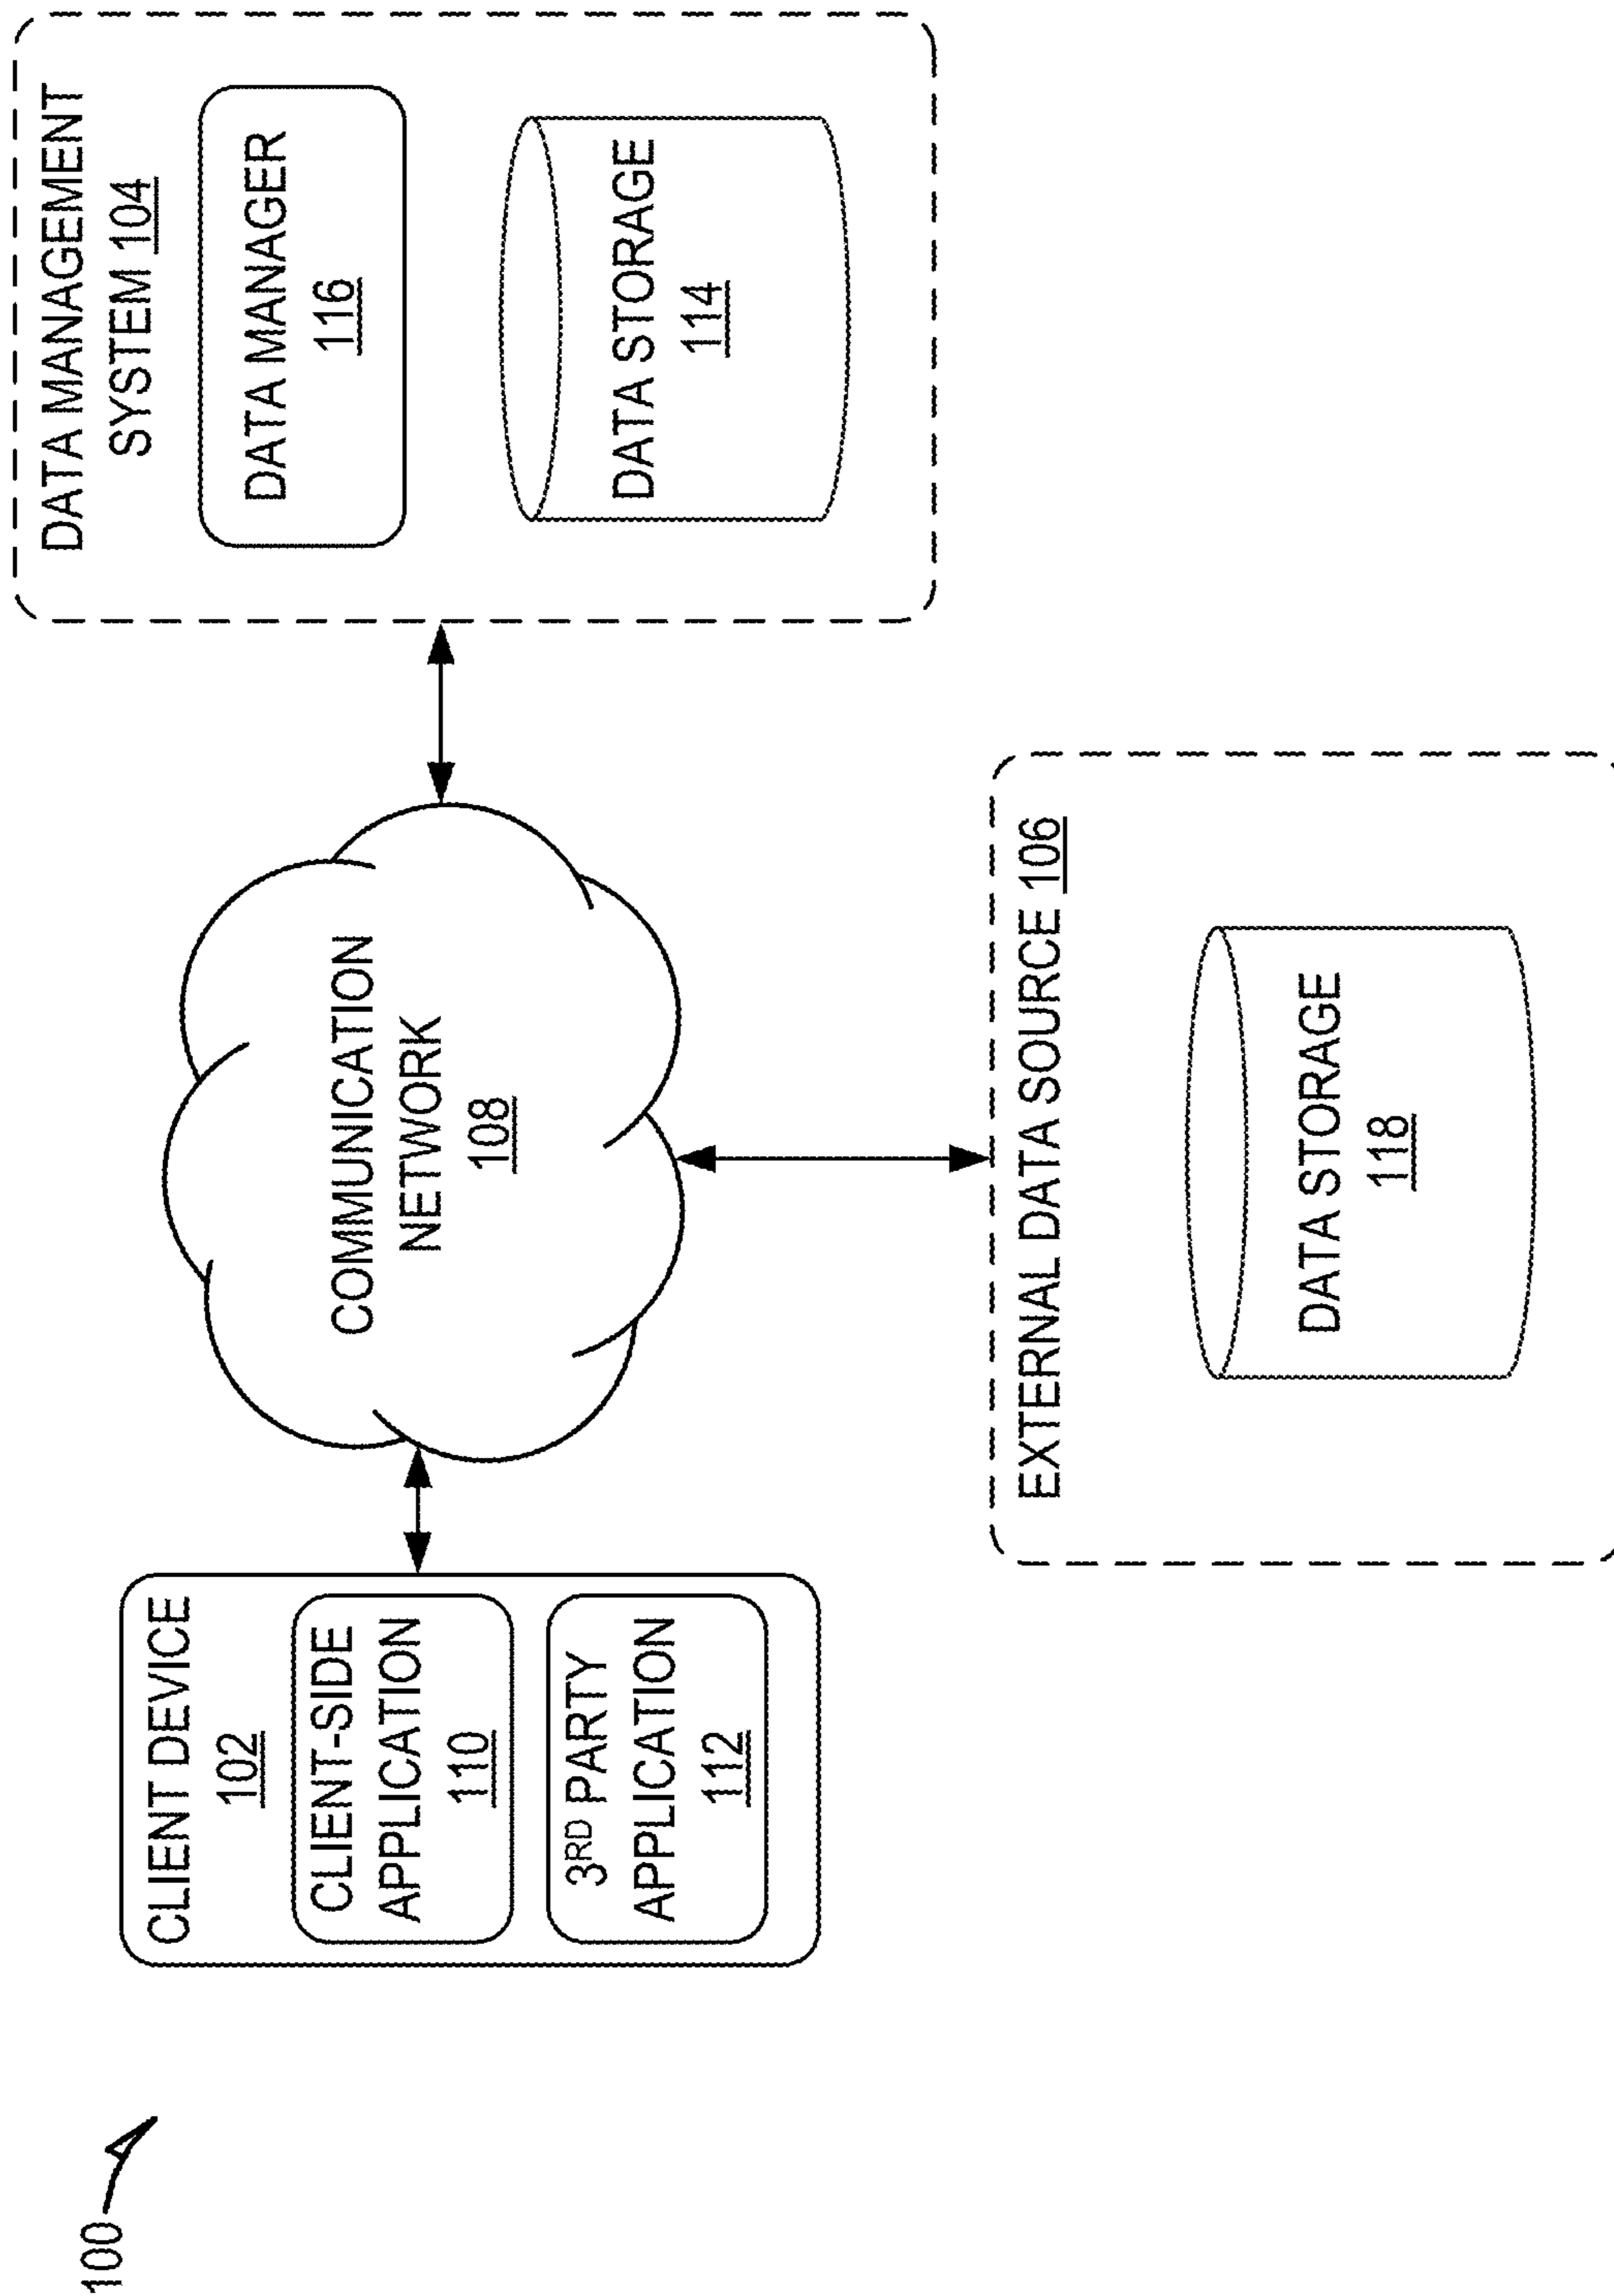 100
CLIENT DEVICE
102
CLIENT-SIDE
APPLICATION
110
3RD PARTY
APPLICATION
112
COMMUNICATION
NETWORK
108
DATA MANAGEMENT
SYSTEM 104
DATA MANAGER
116
DATA STORAGE
114
EXTERNAL DATA SOURCE 106
DATA STORAGE
118